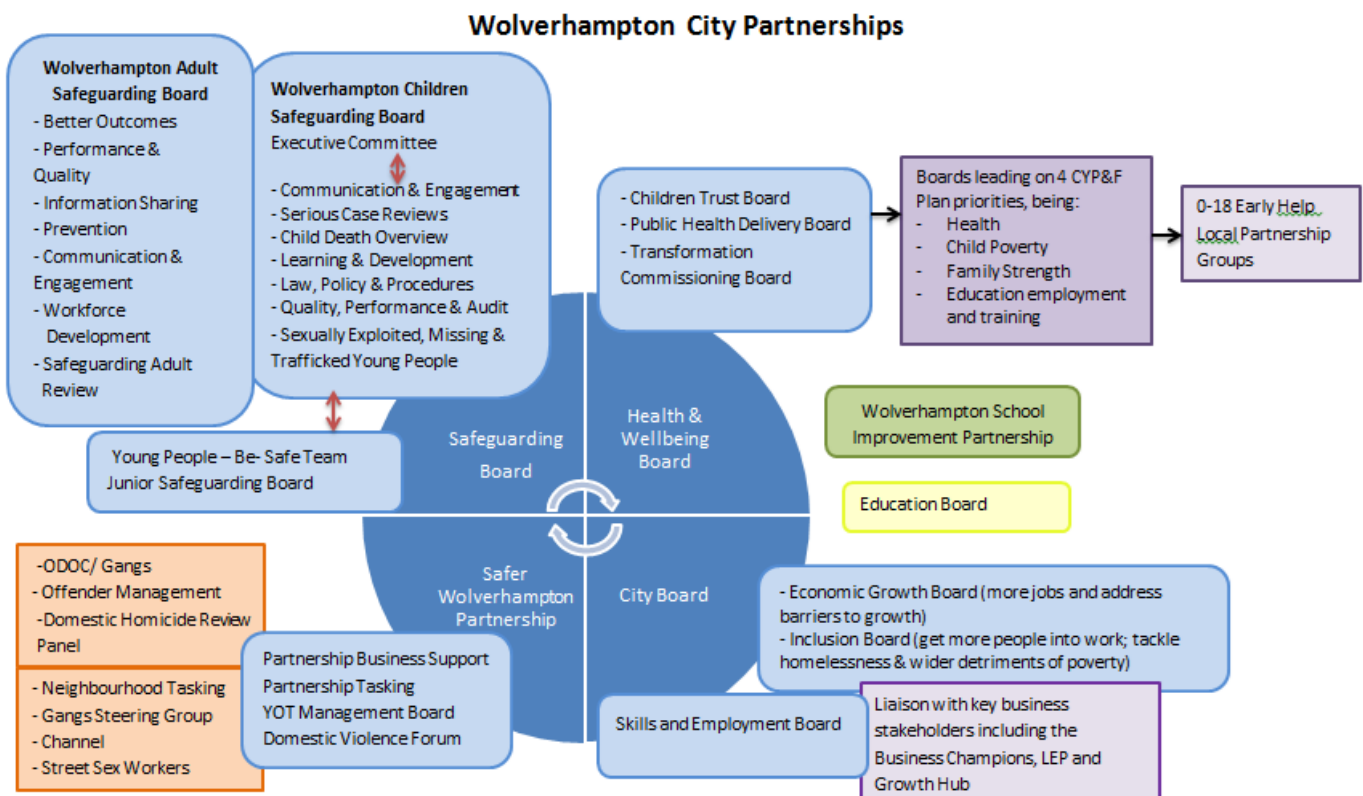 Wolverhampton City Partnerships
Wolverhampton Adult
Safeguarding Board
- Better Outcomes
- Performance &
Quality
- Information Sharing
- Prevention
- Communication &
Engagement
- Workforce
Development
- Safeguarding Adult
Review
Wolverhampton Children
Safeguarding Board
Executive Committee
- Communication & Engagement
- Serious Case Reviews
- Child Death Overview
- Learning & Development
- Law, Policy & Procedures
- Quality, Performance & Audit
- Sexually Exploited, Missing &
Trafficked Young People
- Children Trust Board
- Public Health Delivery Board
- Transformation
Commissioning Board
Boards leading on 4 CYP&F
Plan priorities, being:
- Health
- Child Poverty
- Family Strength
- Education employment
and training
0-18 Early Help
Local Partnership
Groups
Young People – Be- Safe Team
Junior Safeguarding Board
Safeguarding
Board
Health &
Wellbeing
Board
Wolverhampton School
Improvement Partnership
Education Board
Safer
Wolverhampton
Partnership
City Board
-ODOC/ Gangs
- Offender Management
-Domestic Homicide Review
Panel
- Neighbourhood Tasking
- Gangs Steering Group
- Channel
- Street Sex Workers
Partnership Business Support
Partnership Tasking
YOT Management Board
Domestic Violence Forum
- Economic Growth Board (more jobs and address
barriers to growth)
- Inclusion Board (get more people into work; tackle
homelessness & wider detriments of poverty)
Skills and Employment Board
Liaison with key business
stakeholders including the
Business Champions, LEP and
Growth Hub